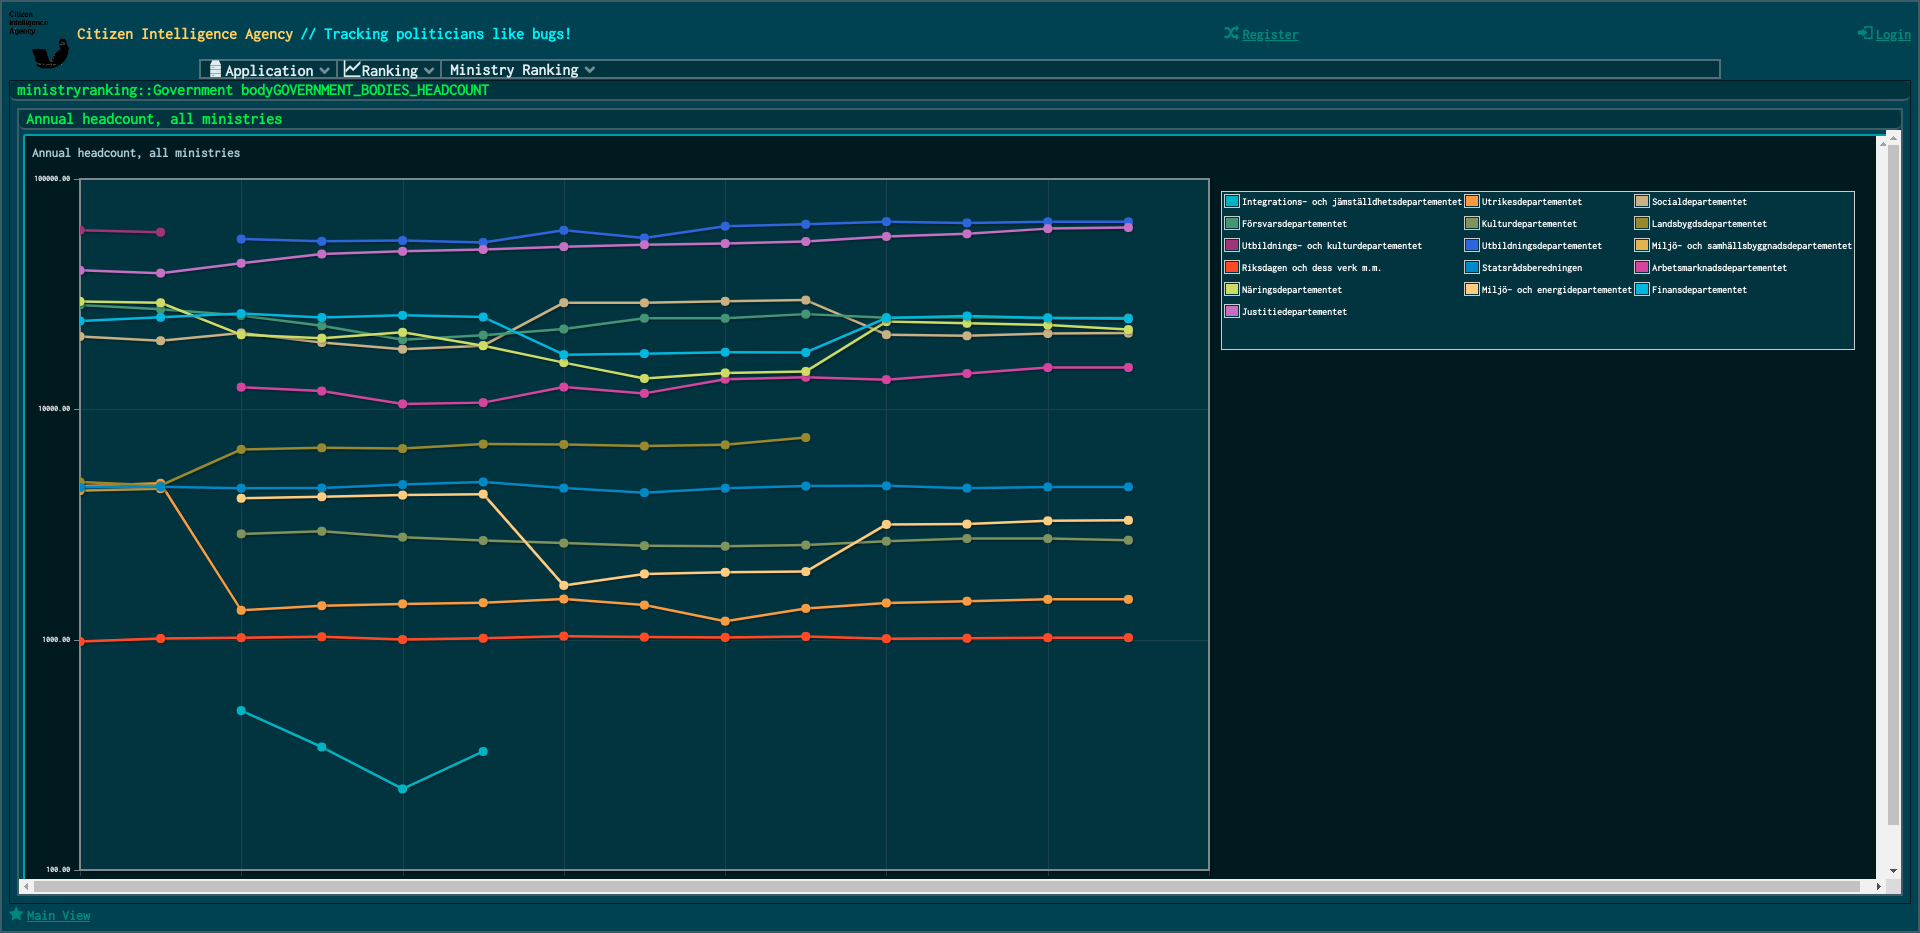 Citizen
Intelligence
Agency
Citizen Intelligence Agency // Tracking politicians like bugs!
Register
Login
Application
Ranking
Ministry Ranking
ministryranking::Government bodyGOVERNMENT_BODIES_HEADCOUNT
Annual headcount, all ministries
Annual headcount, all ministries
100000.00
10000.00
1000.00
100.00
Integrations- och jämställdhetsdepartementet
Utrikesdepartementet
Socialdepartementet
Försvarsdepartementet
Kulturdepartementet
Landsbygdsdepartementet
Utbildnings- och kulturdepartementet
Utbildningsdepartementet
Miljö- och samhällsbyggnadsdepartementet
Riksdagen och dess verk m.m.
Statsrådsberedningen
Arbetsmarknadsdepartementet
Näringsdepartementet
Miljö- och energidepartementet
Finansdepartementet
Justitiedepartementet
Main View